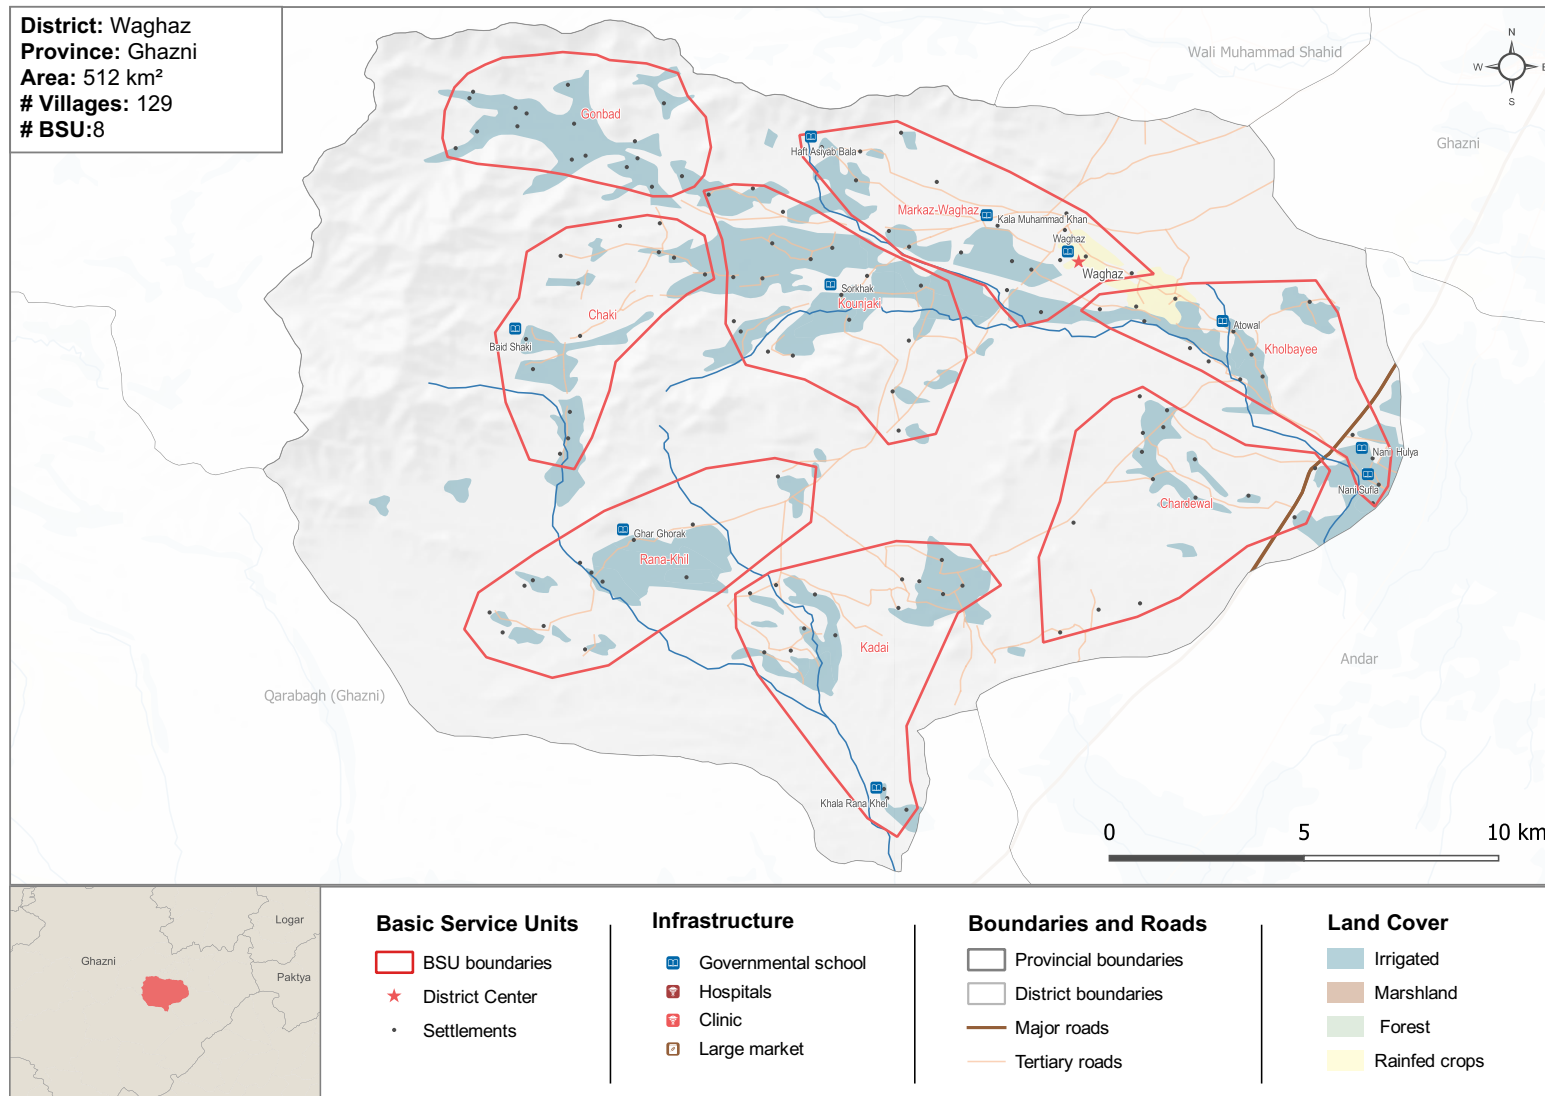 District: Waghaz
Province: Ghazni
Area: 512 km²
# Villages: 129
# BSU:8
Wali Muhammad Shahid
N
W
E
S
Ghazni
Gonbad
Haft Asiyab Bala
Markaz-Waghaz
Kala Muhammad Khan
Waghaz
Waghaz
Sorkhak
Kounjaki
Chaki
Baid Shaki
Atowal
Kholbayee
Nanil Hulya
Nani Sufla
Chardewal
Ghar Ghorak
Rana-Khil
Kadai
Andar
Qarabagh (Ghazni)
Khala Rana Khel
0
5
10 km
Logar
Ghazni
Paktya
Basic Service Units
BSU boundaries
District Center
Settlements
Infrastructure
Governmental school
Hospitals
Clinic
Large market
Boundaries and Roads
Provincial boundaries
District boundaries
Major roads
Tertiary roads
Land Cover
Irrigated
Marshland
Forest
Rainfed crops